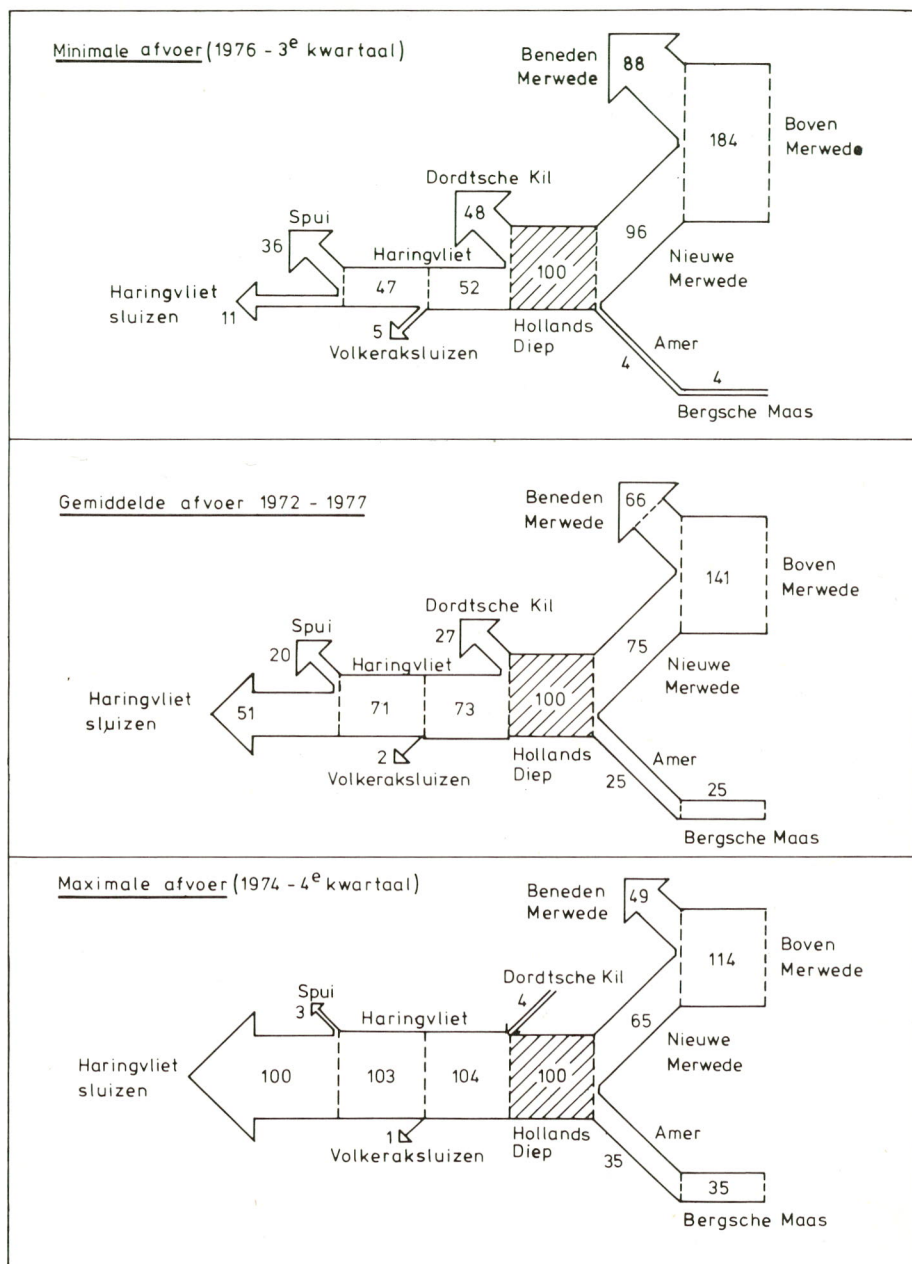 Minimale afvoer (1976 - 3e kwartaal)
Beneden
Merwede
88
184
Boven
Merwede
Dordtsche Kil
48
Spui
36
Haringvliet
96
100
47
52
Nieuwe
Merwede
Haringvliet
sluizen
11
5
Volkeraksluizen
Hollands
Diep
Amer
4
4
Bergsche Maas
Gemiddelde afvoer 1972 - 1977
Beneden
Merwede
66
141
Boven
Merwede
Dordtsche Kil
27
Spui
20
Haringvliet
75
Nieuwe
Merwede
Haringvliet
sluizen
51
71
73
100
2
Volkeraksluizen
Hollands
Diep
Amer
25
25
Bergsche Maas
Maximale afvoer (1974 - 4e kwartaal)
Beneden
Merwede
49
114
Boven
Merwede
Dordtsche Kil
4
Spui
3
Haringvliet
65
Nieuwe
Merwede
Haringvliet
sluizen
100
103
104
100
1
Volkeraksluizen
Hollands
Diep
Amer
35
35
Bergsche Maas